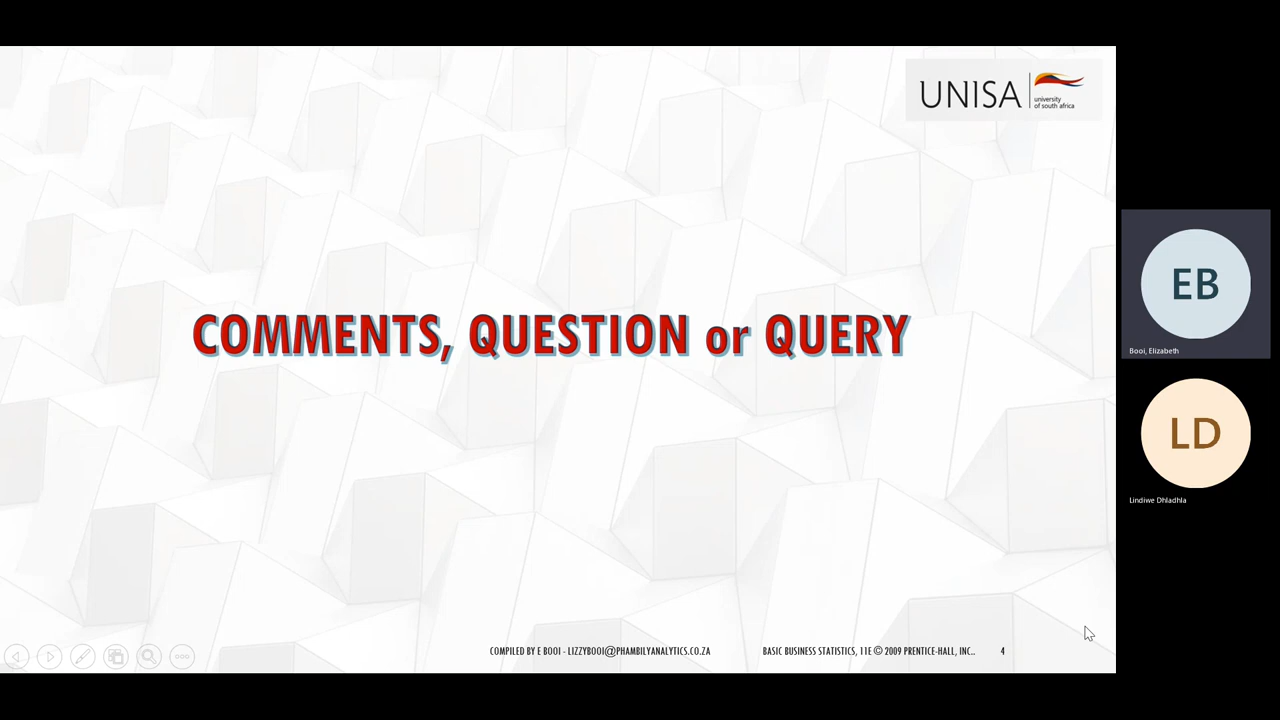 UNISA
university
of south africa
COMMENTS, QUESTION or QUERY
EB
Booi, Elizabeth
LD
Lindiwe Dhladhla
COMPILED BY E BOOI - LIZZYBOOI@PHAMBILYANALYTICS.CO.ZA
BASIC BUSINESS STATISTICS, 11E © 2009 PRENTICE-HALL, INC..
4